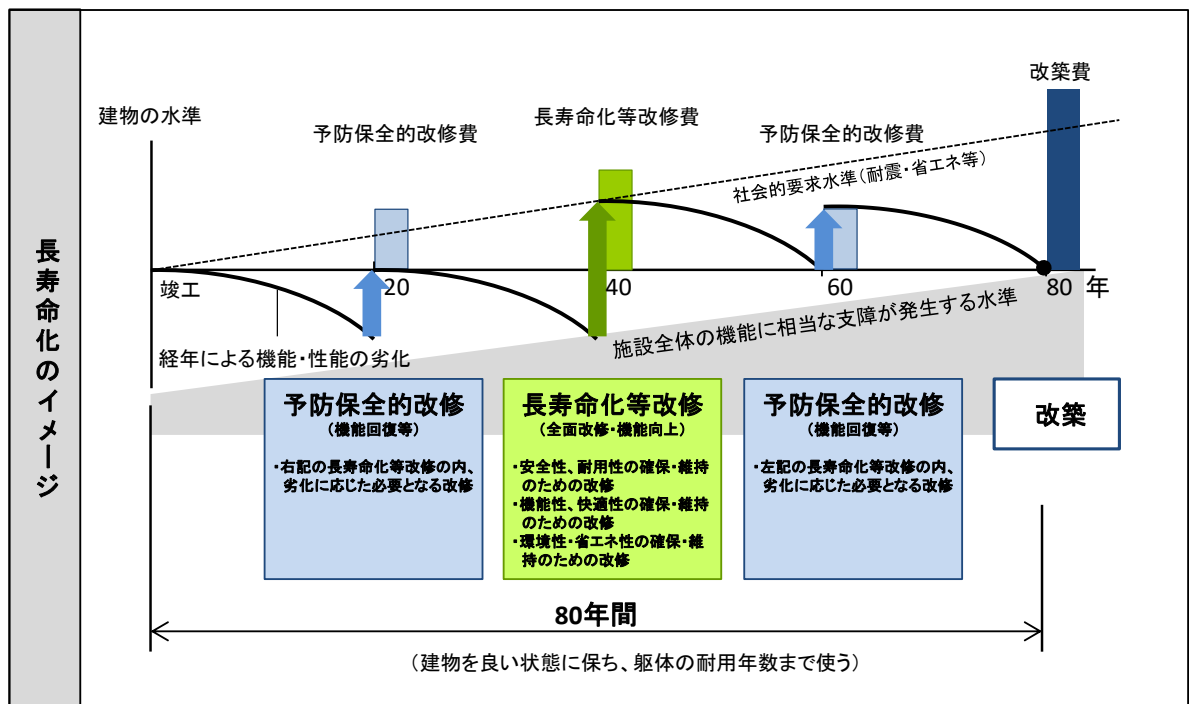 長寿命化のイメージ
改築費
建物の水準
予防保全的改修費
長寿命化等改修費
予防保全的改修費
社会的要求水準(耐震・省エネ等)
竣工
20
40
60
80
年
経年による機能・性能の劣化
施設全体の機能に相当な支障が発生する水準
予防保全的改修
(機能回復等)
・右記の長寿命化等改修の内、
劣化に応じた必要となる改修
長寿命化等改修
(全面改修・機能向上)
・安全性、耐用性の確保・維持
のための改修
・機能性、快適性の確保・維持
のための改修
・環境性・省エネ性の確保・維
持のための改修
予防保全的改修
(機能回復等)
・左記の長寿命化等改修の内、
劣化に応じた必要となる改修
改築
80年間
(建物を良い状態に保ち、躯体の耐用年数まで使う)